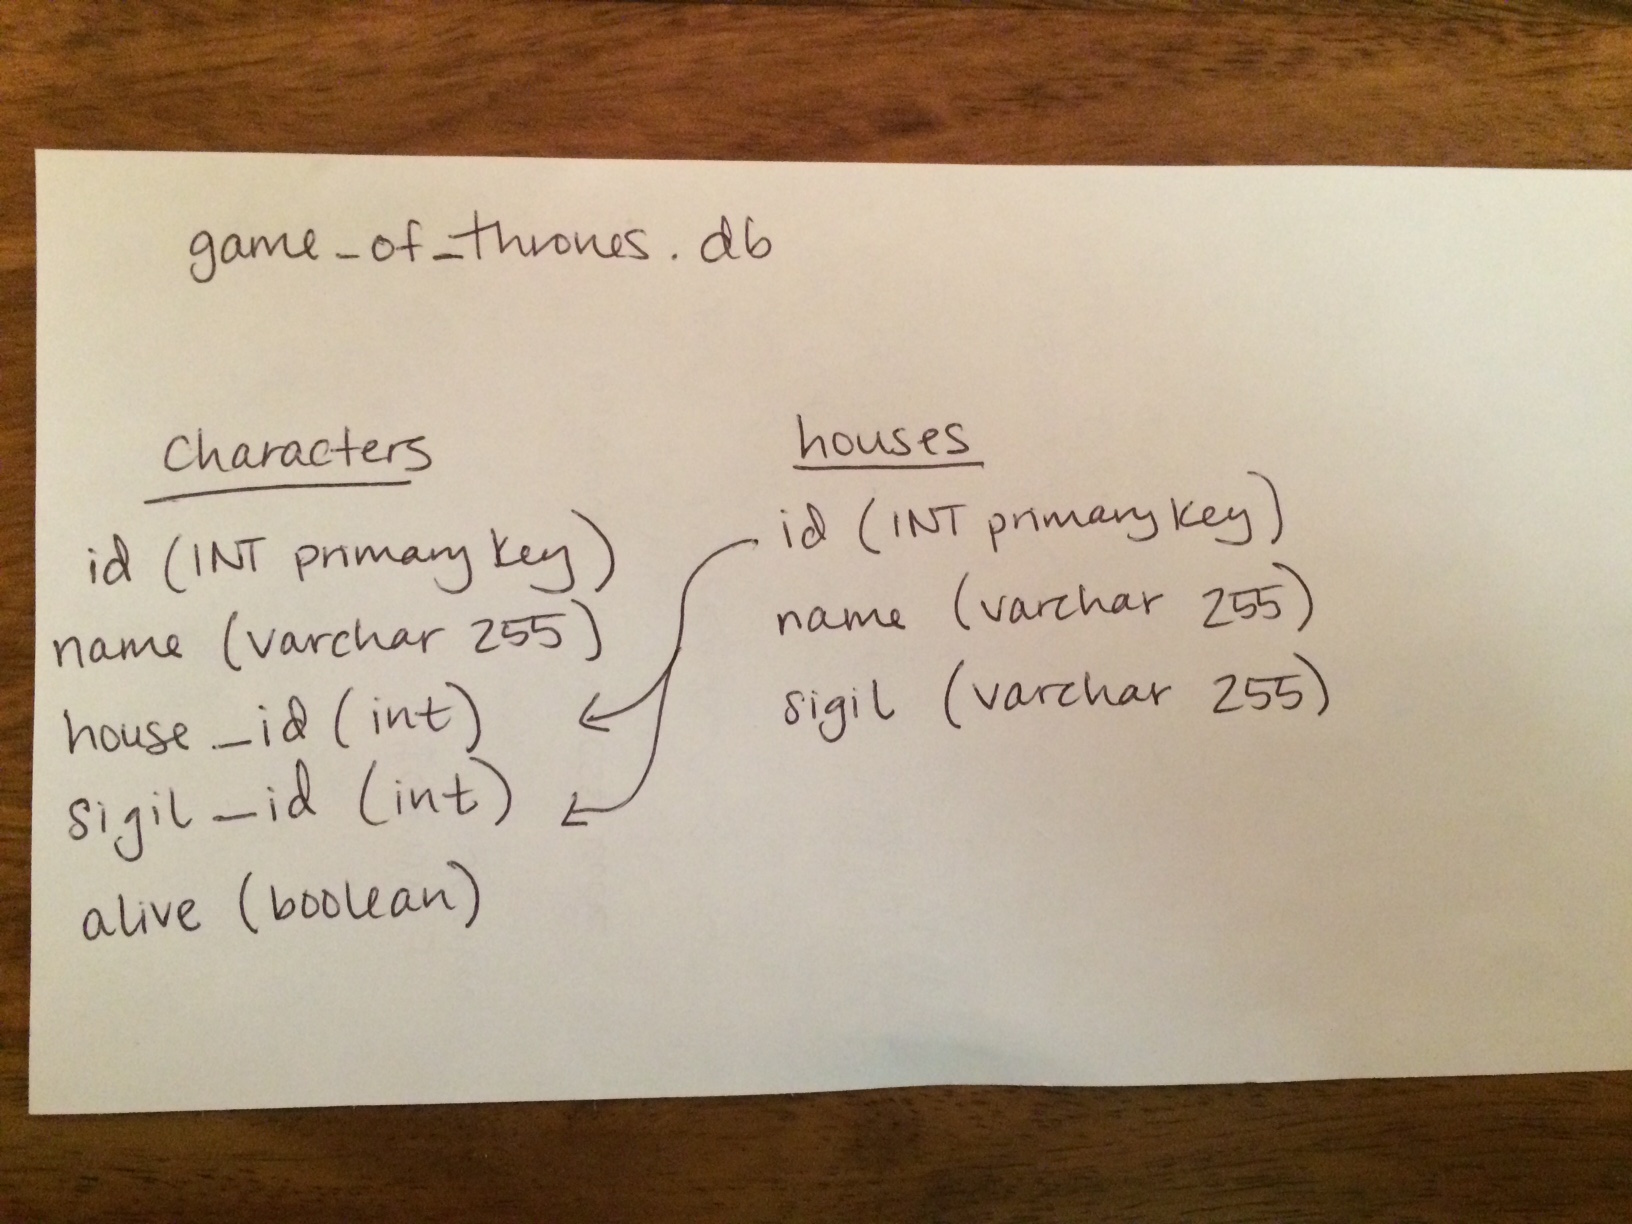 game_of_thrones.db
Characters
id (INT primary key)
name (varchar 255)
house_id (int)
sigil_id (int)
alive (boolean)
houses
id (INT primary key)
name (varchar 255)
sigil (varchar 255)